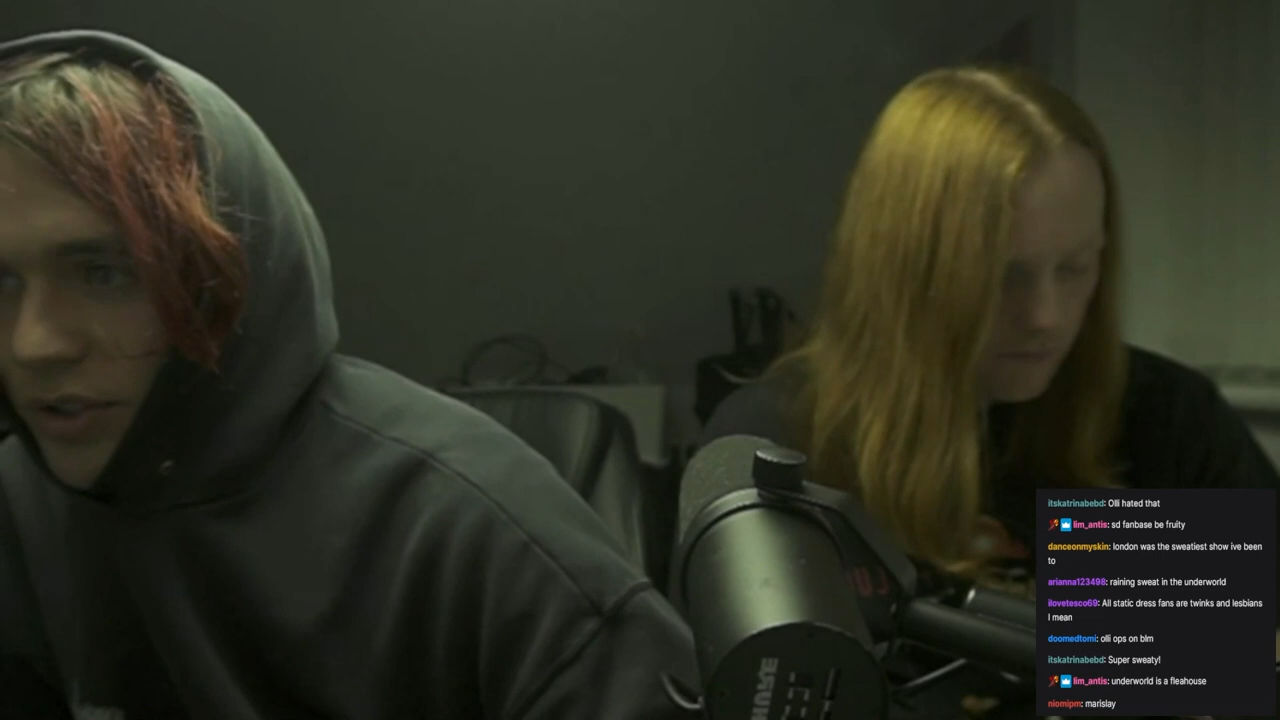 itskatrinabebd: Olli hated that
lim_antis: sd fanbase be fruity
danceonmyskin: london was the sweatiest show ive been
to
arianna123498: raining sweat in the underworld
ilovetesco69: All static dress fans are twinks and lesbians
I mean
doomedtomi: olli ops on blm
itskatrinabebd: Super sweaty!
lim_antis: underworld is a fleahouse
niomipm: marislay
SHURE